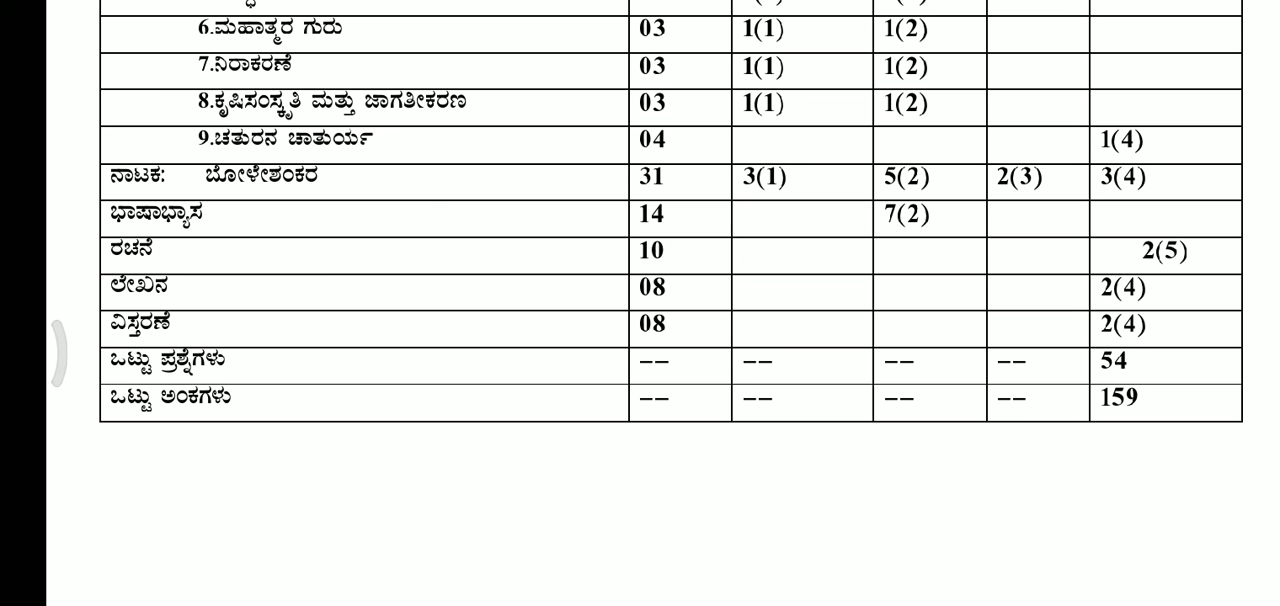 6.ಮಹಾತ್ಮರ ಗುರು 03 1(1) 1(2)
7.ನಿರಾಕರಣೆ 03 1(1) 1(2)
8.ಕೃಷಿಸಂಸ್ಕೃತಿ ಮತ್ತು ಜಾಗತೀಕರಣ 03 1(1) 1(2)
9.ಚತುರನ ಚಾತುರ್ಯ 04 1(4)
ನಾಟಕ: ಬೋಳೇಶಂಕರ 31 3(1) 5(2) 2(3) 3(4)
ಭಾಷಾಭ್ಯಾಸ 14 7(2)
ರಚನೆ 10 2(5)
ಲೇಖನ 08 2(4)
ವಿಸ್ತರಣೆ 08 2(4)
ಒಟ್ಟು ಪ್ರಶ್ನೆಗಳು -- -- -- -- 54
ಒಟ್ಟು ಅಂಕಗಳು -- -- -- -- 159